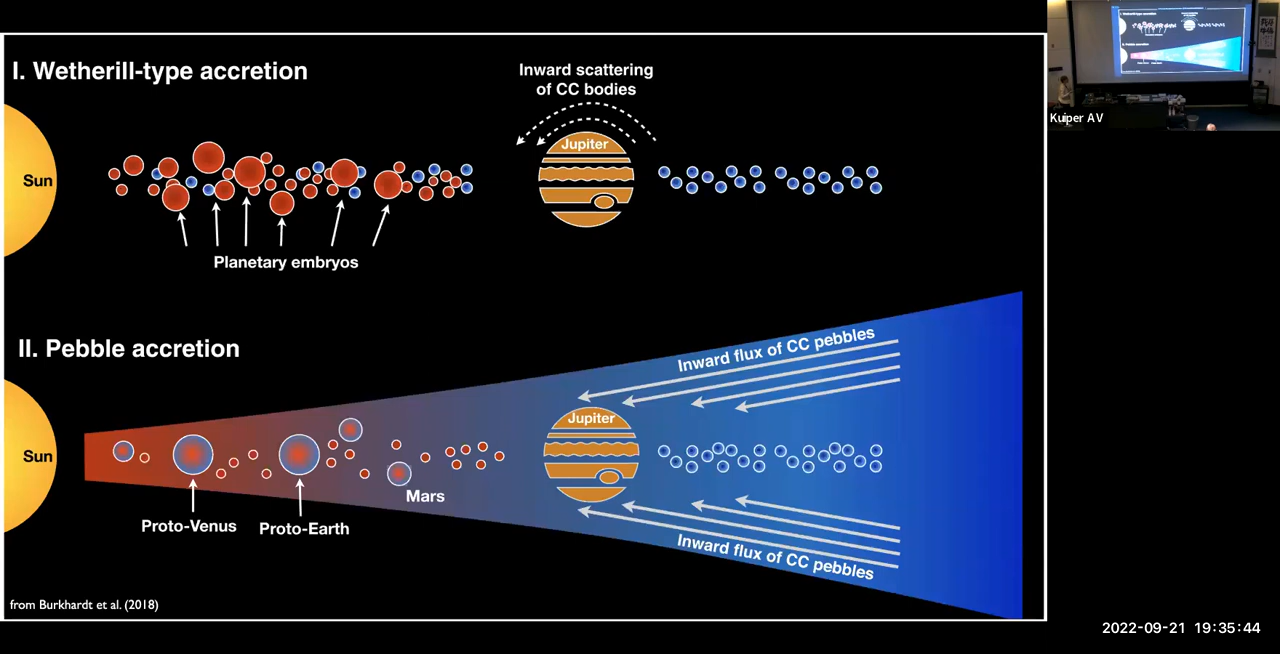 I. Wetherill-type accretion
Inward scattering
of CC bodies
Jupiter
Sun
Planetary embryos
Kuiper AV
II. Pebble accretion
Inward flux of CC pebbles
Jupiter
Sun
Mars
Proto-Venus
Proto-Earth
Inward flux of CC pebbles
from Burkhardt et al. (2018)
2022-09-21 19:35:44